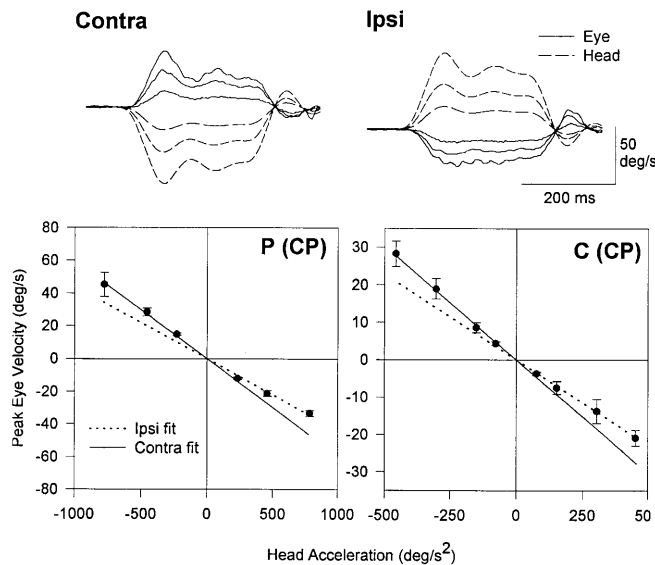 Contra
Ipsi
Eye
Head
50
deg/s
200 ms
P (CP)
C (CP)
Peak Eye Velocity (deg/s)
80
60
40
20
0
-20
-40
-60
-80
-1000
-500
0
500
1000
Ipsi fit
Contra fit
30
20
10
0
-10
-20
-30
-500
-250
0
250
50
Head Acceleration (deg/s²)